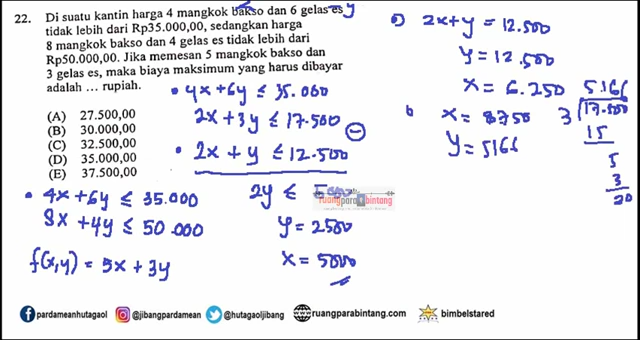 22. Di suatu kantin harga 4 mangkok bakso dan 6 gelas es
tidak lebih dari Rp35.000,00, sedangkan harga
8 mangkok bakso dan 4 gelas es tidak lebih dari
Rp50.000,00. Jika memesan 5 mangkok bakso dan
3 gelas es, maka biaya maksimum yang harus dibayar
adalah ... rupiah.
(A) 27.500,00
(B) 30.000,00
(C) 32.500,00
(D) 35.000,00
(E) 37.500,00
y
• 4x + 6y ≤ 35.000
2x + 3y ≤ 17.500
• 2x + y ≤ 12.500
2y ≤
y = 2500
x = 5000
• 4x + 6y ≤ 35.000
8x + 4y ≤ 50.000
f(x,y) = 5x + 3y
a) 2x + y = 12.500
y = 12.500
x = 6.250
b x = 8750
y = 5166
5166
3 17.500
15
5
3
20
ruangparabintang
pardameanhutagaol
@jibangpardamean
@hutagaoljibang
www.ruangparabintang.com
bimbelstared